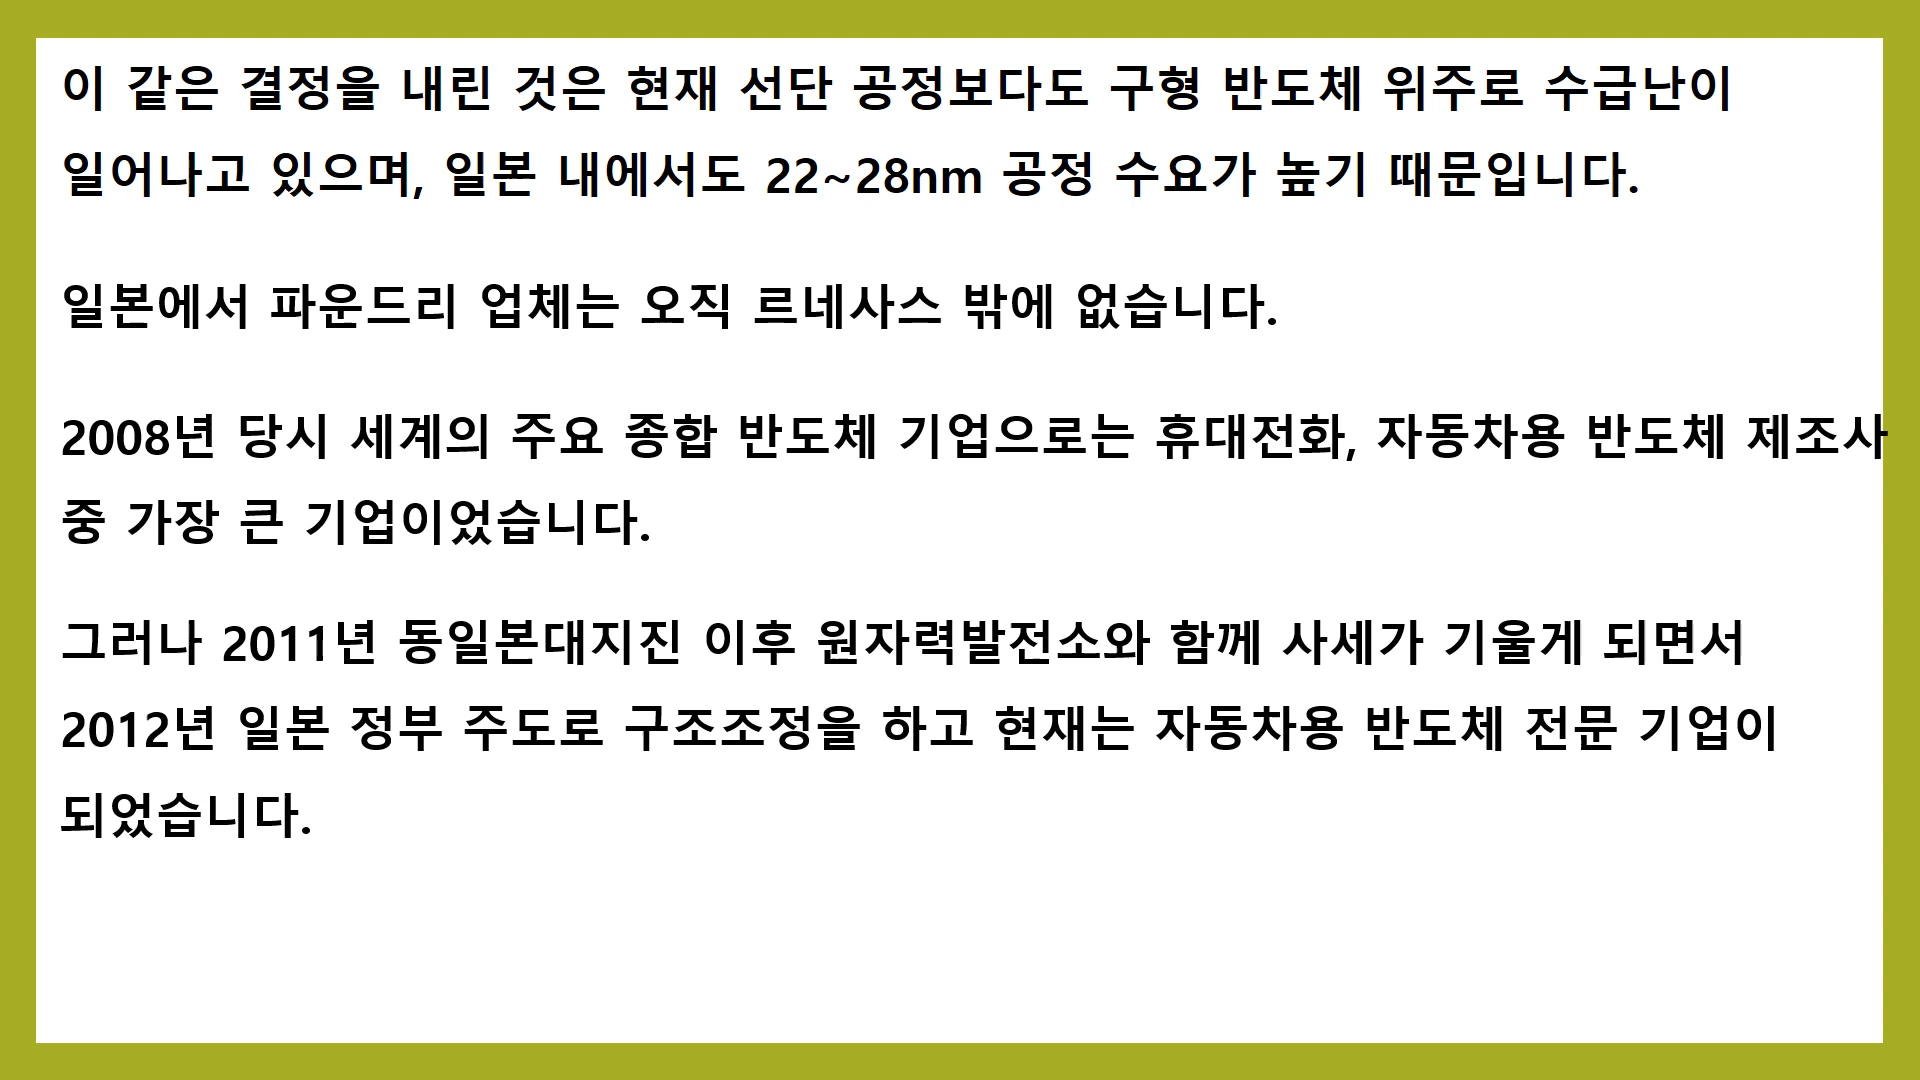 이 같은 결정을 내린 것은 현재 선단 공정보다도 구형 반도체 위주로 수급난이
일어나고 있으며, 일본 내에서도 22~28nm 공정 수요가 높기 때문입니다.
일본에서 파운드리 업체는 오직 르네사스 밖에 없습니다.
2008년 당시 세계의 주요 종합 반도체 기업으로는 휴대전화, 자동차용 반도체 제조사
중 가장 큰 기업이었습니다.
그러나 2011년 동일본대지진 이후 원자력발전소와 함께 사세가 기울게 되면서
2012년 일본 정부 주도로 구조조정을 하고 현재는 자동차용 반도체 전문 기업이
되었습니다.